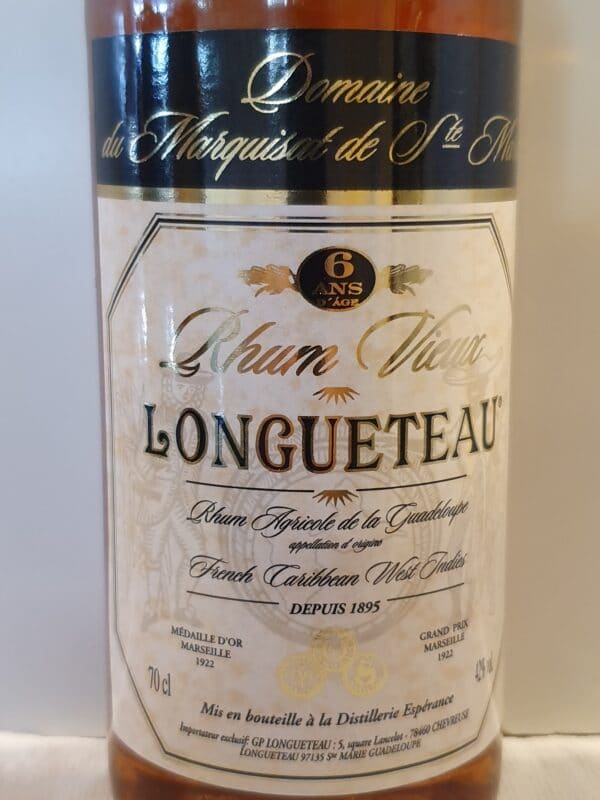 Domaine
du Marquisat de Ste
6
ANS
D'ÂGE
Rhum Vieux
LONGUETEAU®
Rhum Agricole de la Guadeloupe
appellation d'origine
French Caribbean West Indies
DEPUIS 1895
MÉDAILLE D'OR
MARSEILLE
1922
GRAND PRIX
MARSEILLE
1922
70 cl
42% vol.
Mis en bouteille à la Distillerie Espérance
Importateur exclusif: GP LONGUETEAU : 5, square Lancelot - 78460 CHEVREUSE
LONGUETEAU 97135 Ste MARIE GUADELOUPE